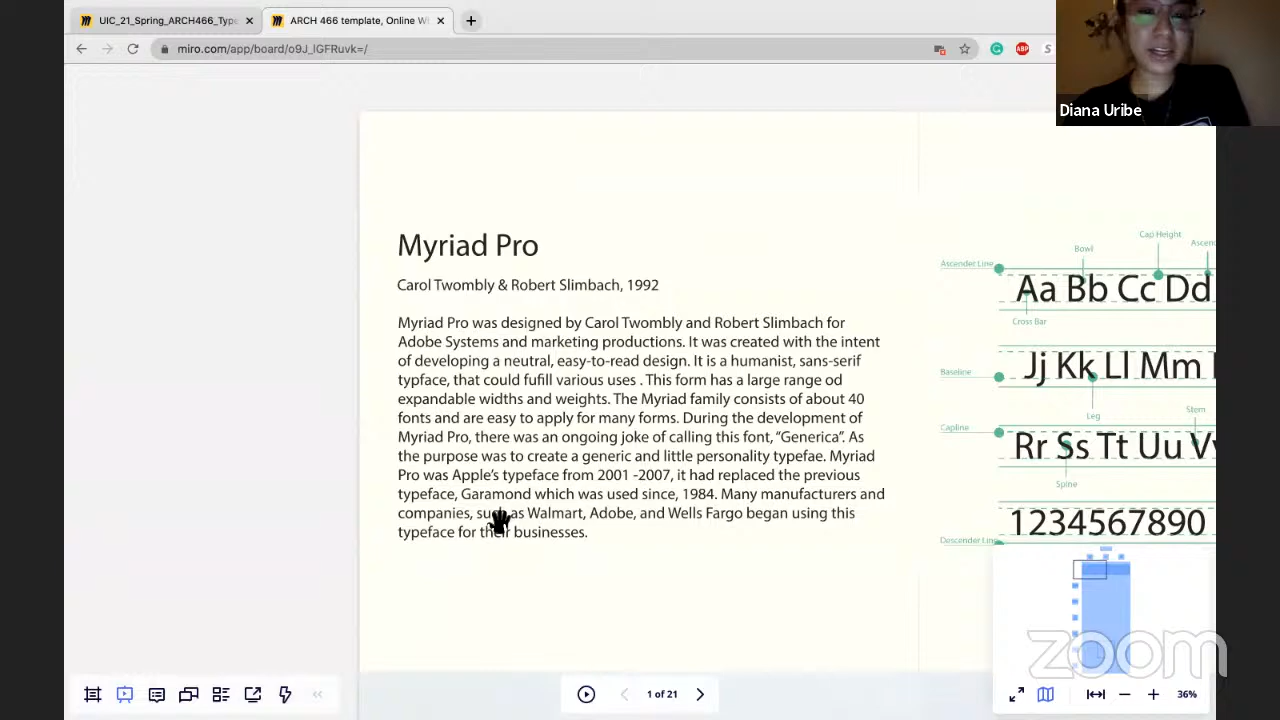 UIC_21_Spring_ARCH466_Typ
ARCH 466 template, Online W
miro.com/app/board/o9J_lGFRuvk=/
ABP
S
Diana Uribe
Myriad Pro
Carol Twombly & Robert Slimbach, 1992
Myriad Pro was designed by Carol Twombly and Robert Slimbach for
Adobe Systems and marketing productions. It was created with the intent
of developing a neutral, easy-to-read design. It is a humanist, sans-serif
typeface, that could fufill various uses . This form has a large range od
expandable widths and weights. The Myriad family consists of about 40
fonts and are easy to apply for many forms. During the development of
Myriad Pro, there was an ongoing joke of calling this font, “Generica”. As
the purpose was to create a generic and little personality typefae. Myriad
Pro was Apple’s typeface from 2001 -2007, it had replaced the previous
typeface, Garamond which was used since, 1984. Many manufacturers and
companies, such as Walmart, Adobe, and Wells Fargo began using this
typeface for their businesses.
Cap Height
Bowl
Ascend
Ascender Line
Aa Bb Cc Dd
Cross Bar
Jj Kk Ll Mm
Baseline
Leg
Stem
Capline
Rr Ss Tt Uu Vv
Spine
1234567890
Descender Line
zoom
1 of 21
36%